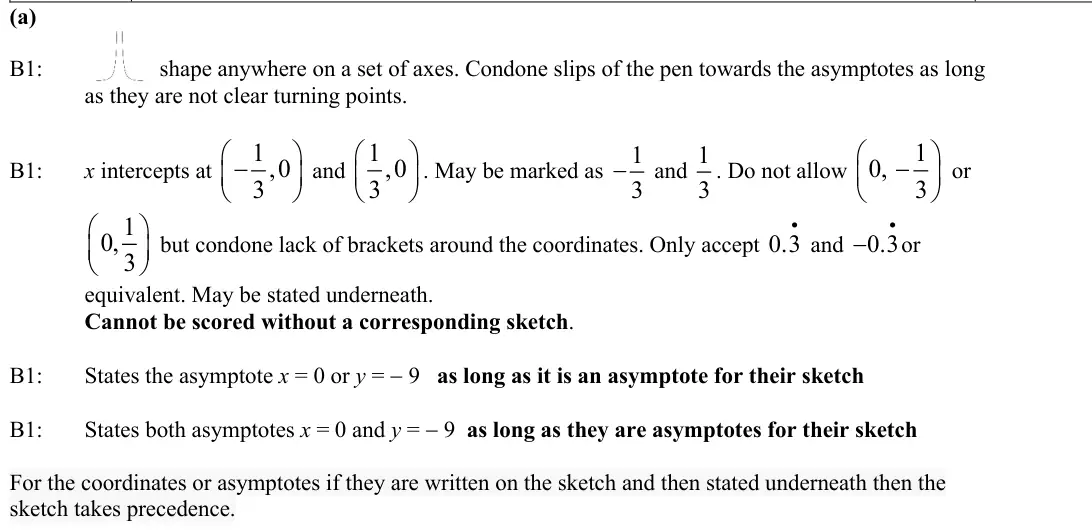 (a)
B1: shape anywhere on a set of axes. Condone slips of the pen towards the asymptotes as long
as they are not clear turning points.
B1: x intercepts at (−1/3, 0) and (1/3, 0). May be marked as −1/3 and 1/3. Do not allow (0, −1/3) or
(0, 1/3) but condone lack of brackets around the coordinates. Only accept 0.3̇ and −0.3̇ or
equivalent. May be stated underneath.
Cannot be scored without a corresponding sketch.
B1: States the asymptote x = 0 or y = – 9 as long as it is an asymptote for their sketch
B1: States both asymptotes x = 0 and y = – 9 as long as they are asymptotes for their sketch
For the coordinates or asymptotes if they are written on the sketch and then stated underneath then the
sketch takes precedence.